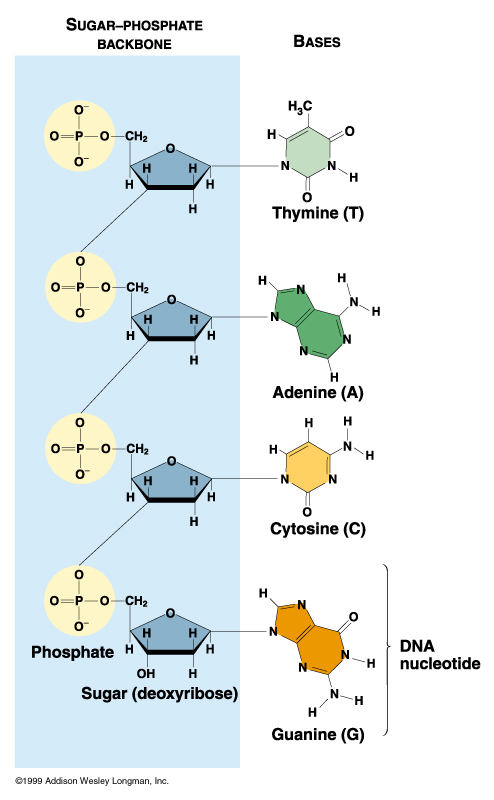 SUGAR–PHOSPHATE
BACKBONE
BASES
O⁻
O=P—O—CH₂
O⁻
O
H H
H H
H
H₃C
H O
N N—H
O
Thymine (T)
O
O=P—O—CH₂
O⁻
O
H H
H H
H
H N H
N—H
N N
N
H
Adenine (A)
O
O=P—O—CH₂
O⁻
O
H H
H H
H
H H
H N—H
N N
O
Cytosine (C)
O
O=P—O—CH₂
O⁻
O
H H
H H
OH H
H N O
N N—H
N
N—H
H
Phosphate
Sugar (deoxyribose)
Guanine (G)
DNA
nucleotide
©1999 Addison Wesley Longman, Inc.